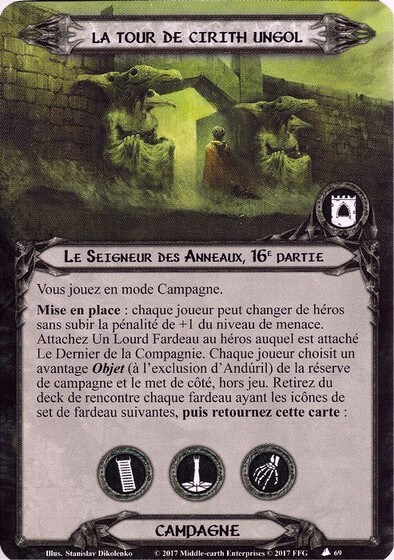 LA TOUR DE CIRITH UNGOL
LE SEIGNEUR DES ANNEAUX, 16E PARTIE
Vous jouez en mode Campagne.
Mise en place : chaque joueur peut changer de héros
sans subir la pénalité de +1 du niveau de menace.
Attachez Un Lourd Fardeau au héros auquel est attaché
Le Dernier de la Compagnie. Chaque joueur choisit un
avantage Objet (à l'exclusion d'Andúril) de la réserve
de campagne et le met de côté, hors jeu. Retirez du
deck de rencontre chaque fardeau ayant les icônes de
set de fardeau suivantes, puis retournez cette carte :
CAMPAGNE
Illus. Stanislav Dikolenko © 2017 Middle-earth Enterprises © 2017 FFG 69